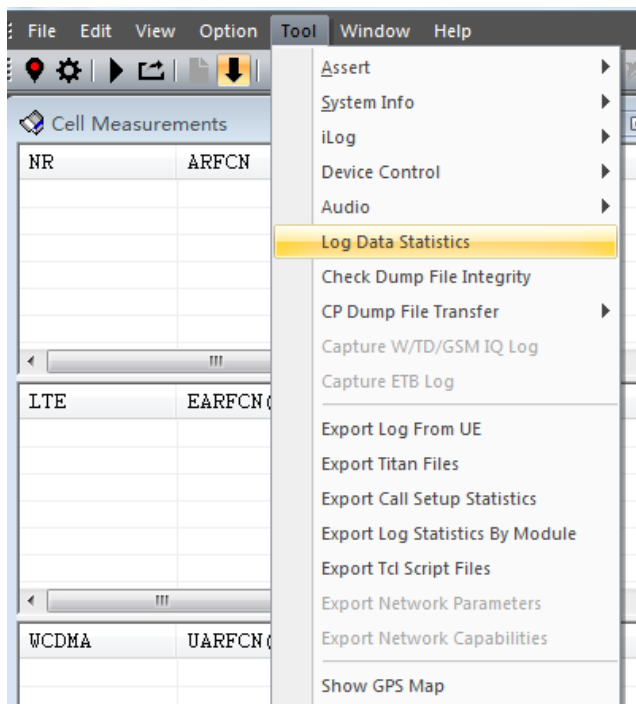 File Edit View Option Tool Window Help
Cell Measurements
NR ARFCN
LTE EARFCN(
WCDMA UARFCN(
Assert
System Info
iLog
Device Control
Audio
Log Data Statistics
Check Dump File Integrity
CP Dump File Transfer
Capture W/TD/GSM IQ Log
Capture ETB Log
Export Log From UE
Export Titan Files
Export Call Setup Statistics
Export Log Statistics By Module
Export Tcl Script Files
Export Network Parameters
Export Network Capabilities
Show GPS Map